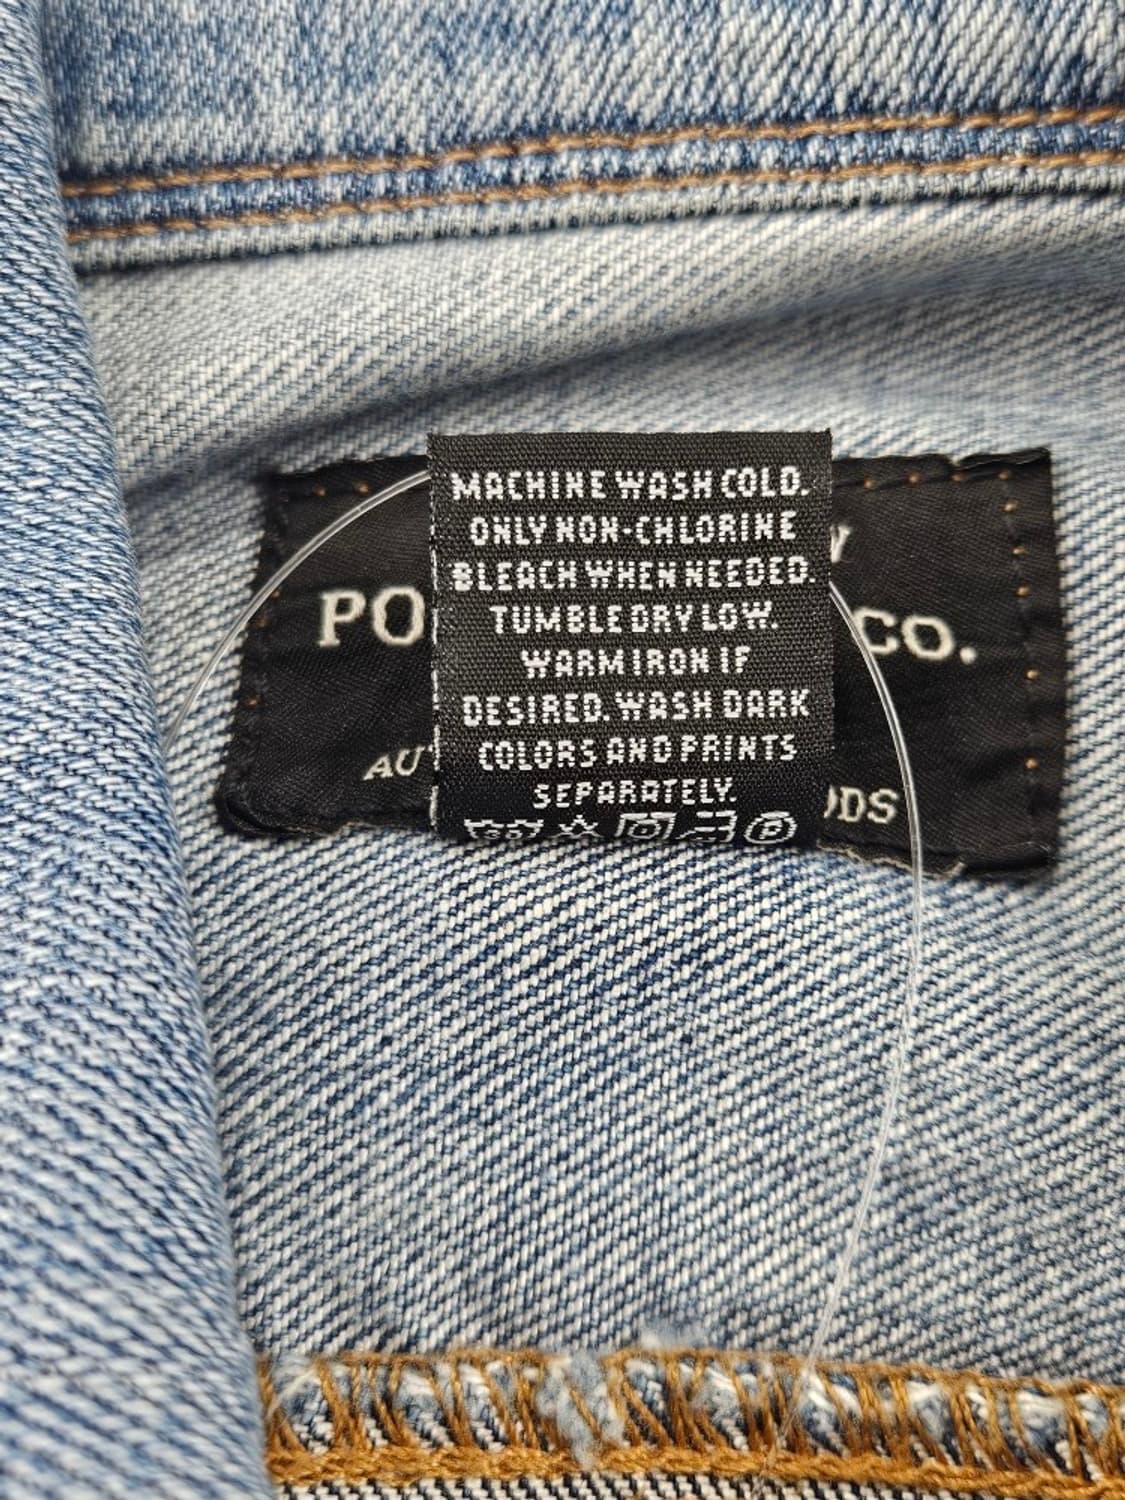 MACHINE WASH COLD.
ONLY NON-CHLORINE
BLEACH WHEN NEEDED.
TUMBLE DRY LOW.
WARM IRON IF
DESIRED. WASH DARK
COLORS AND PRINTS
SEPARATELY.
PO CO.
AU ODS